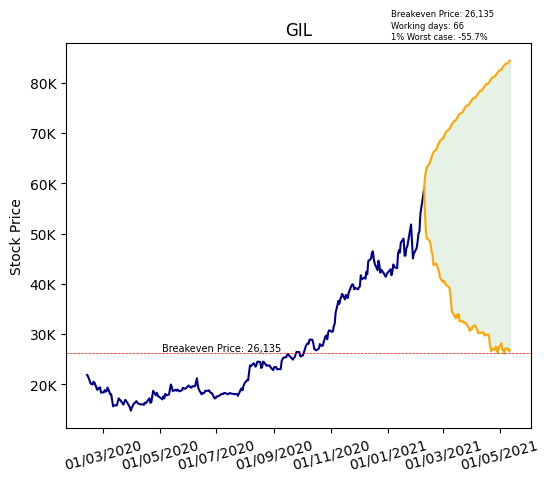 Breakeven Price: 26,135
Working days: 66
1% Worst case: -55.7%
GIL
Stock Price
80K
70K
60K
50K
40K
30K
20K
Breakeven Price: 26,135
01/03/2020
01/05/2020
01/07/2020
01/09/2020
01/11/2020
01/01/2021
01/03/2021
01/05/2021